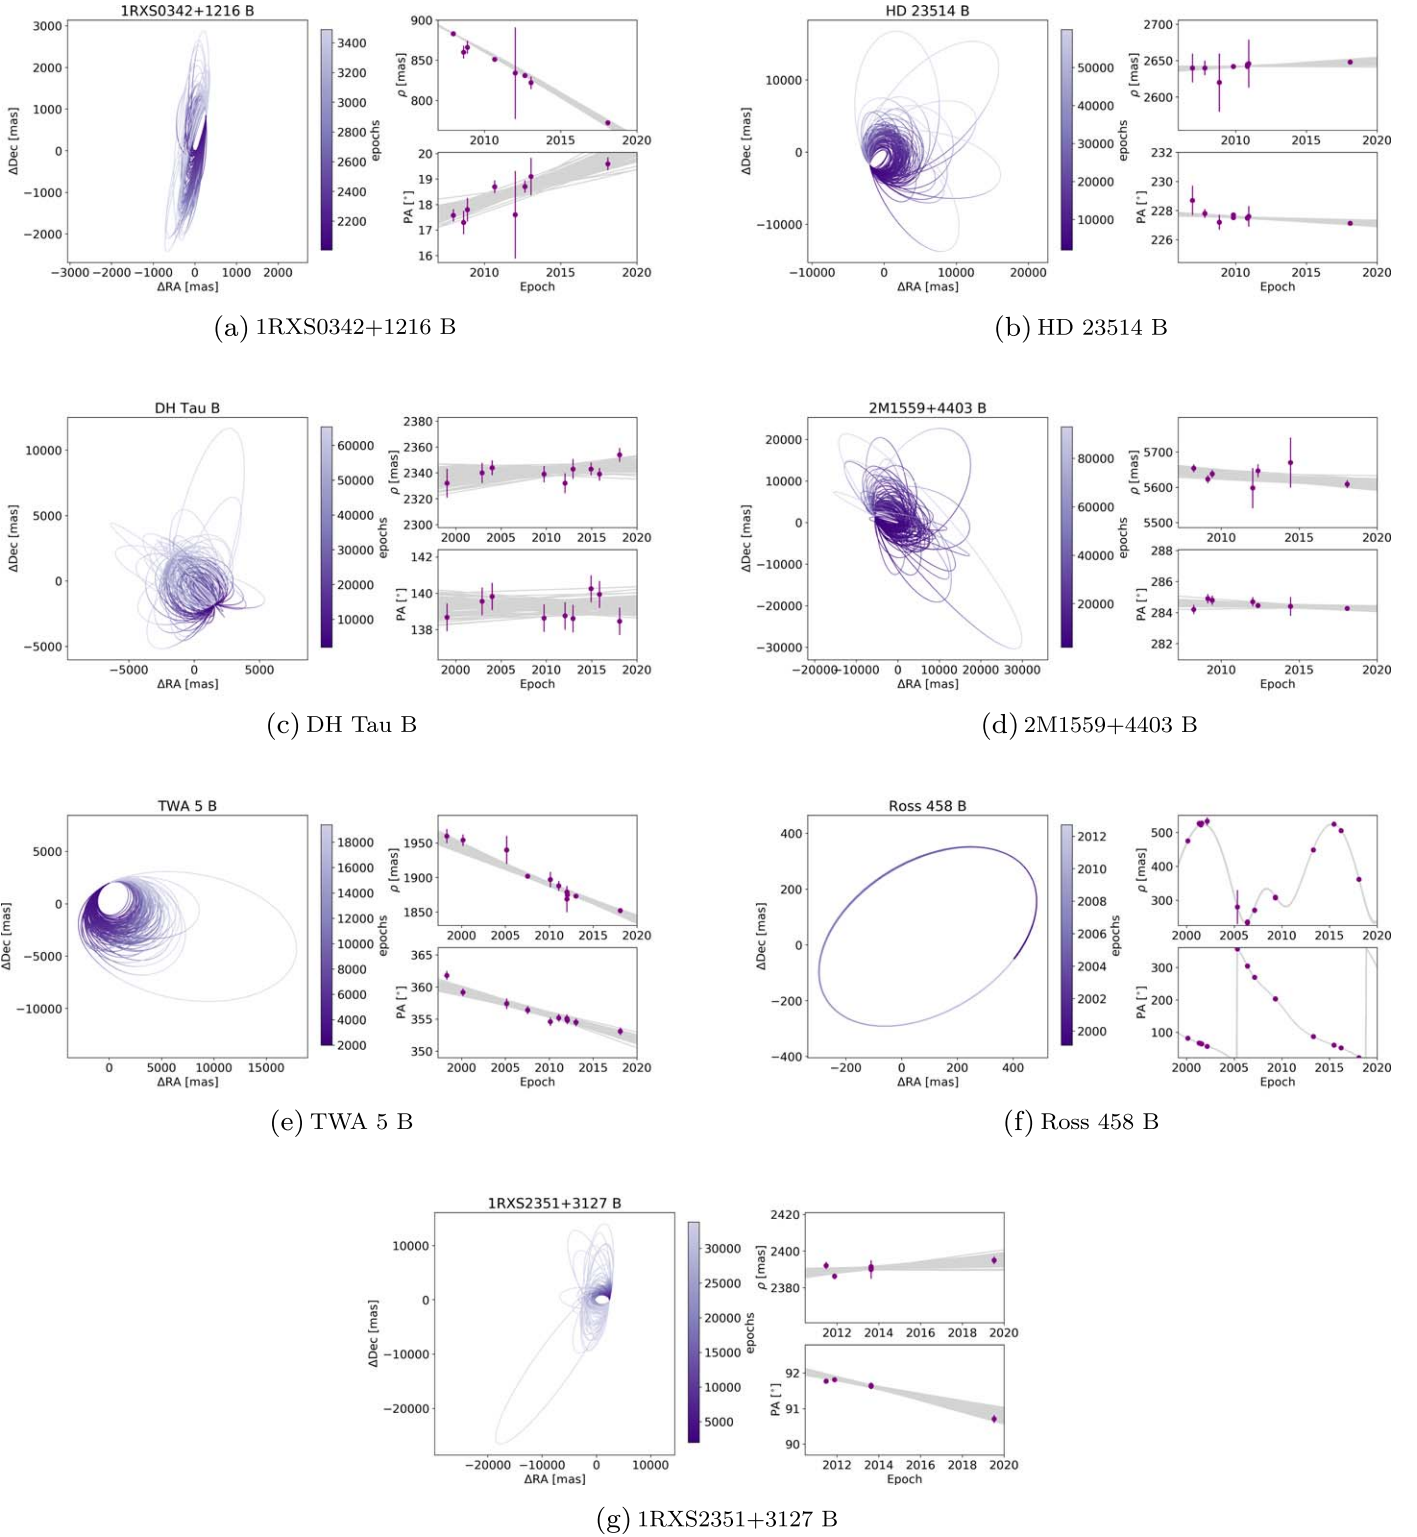 1RXS0342+1216 B
3000
2000
1000
0
−1000
−2000
ΔDec [mas]
−3000 −2000 −1000 0 1000 2000
ΔRA [mas]
3400
3200
3000
2800
2600
2400
2200
epochs
900
850
800
ρ [mas]
2010 2015 2020
20
19
18
17
16
PA [°]
2010 2015 2020
Epoch
(a) 1RXS0342+1216 B
HD 23514 B
10000
0
−10000
ΔDec [mas]
−10000 0 10000 20000
ΔRA [mas]
50000
40000
30000
20000
10000
epochs
2700
2650
2600
ρ [mas]
2010 2015 2020
232
230
228
226
PA [°]
2010 2015 2020
Epoch
(b) HD 23514 B
DH Tau B
10000
5000
0
−5000
ΔDec [mas]
−5000 0 5000
ΔRA [mas]
60000
50000
40000
30000
20000
10000
epochs
2380
2360
2340
2320
2300
ρ [mas]
2000 2005 2010 2015 2020
142
140
138
PA [°]
2000 2005 2010 2015 2020
Epoch
(c) DH Tau B
2M1559+4403 B
20000
10000
0
−10000
−20000
−30000
ΔDec [mas]
−20000 −10000 0 10000 20000 30000
ΔRA [mas]
80000
60000
40000
20000
epochs
5700
5600
5500
ρ [mas]
2010 2015 2020
288
286
284
282
PA [°]
2010 2015 2020
Epoch
(d) 2M1559+4403 B
TWA 5 B
5000
0
−5000
−10000
ΔDec [mas]
0 5000 10000 15000
ΔRA [mas]
18000
16000
14000
12000
10000
8000
6000
4000
2000
epochs
1950
1900
1850
ρ [mas]
2000 2005 2010 2015 2020
365
360
355
350
PA [°]
2000 2005 2010 2015 2020
Epoch
(e) TWA 5 B
Ross 458 B
400
200
0
−200
−400
ΔDec [mas]
−200 0 200 400
ΔRA [mas]
2012
2010
2008
2006
2004
2002
2000
epochs
500
400
300
ρ [mas]
2000 2005 2010 2015 2020
300
200
100
PA [°]
2000 2005 2010 2015 2020
Epoch
(f) Ross 458 B
1RXS2351+3127 B
10000
0
−10000
−20000
ΔDec [mas]
−20000 −10000 0 10000
ΔRA [mas]
30000
25000
20000
15000
10000
5000
epochs
2420
2400
2380
ρ [mas]
2012 2014 2016 2018 2020
92
91
90
PA [°]
2012 2014 2016 2018 2020
Epoch
(g) 1RXS2351+3127 B